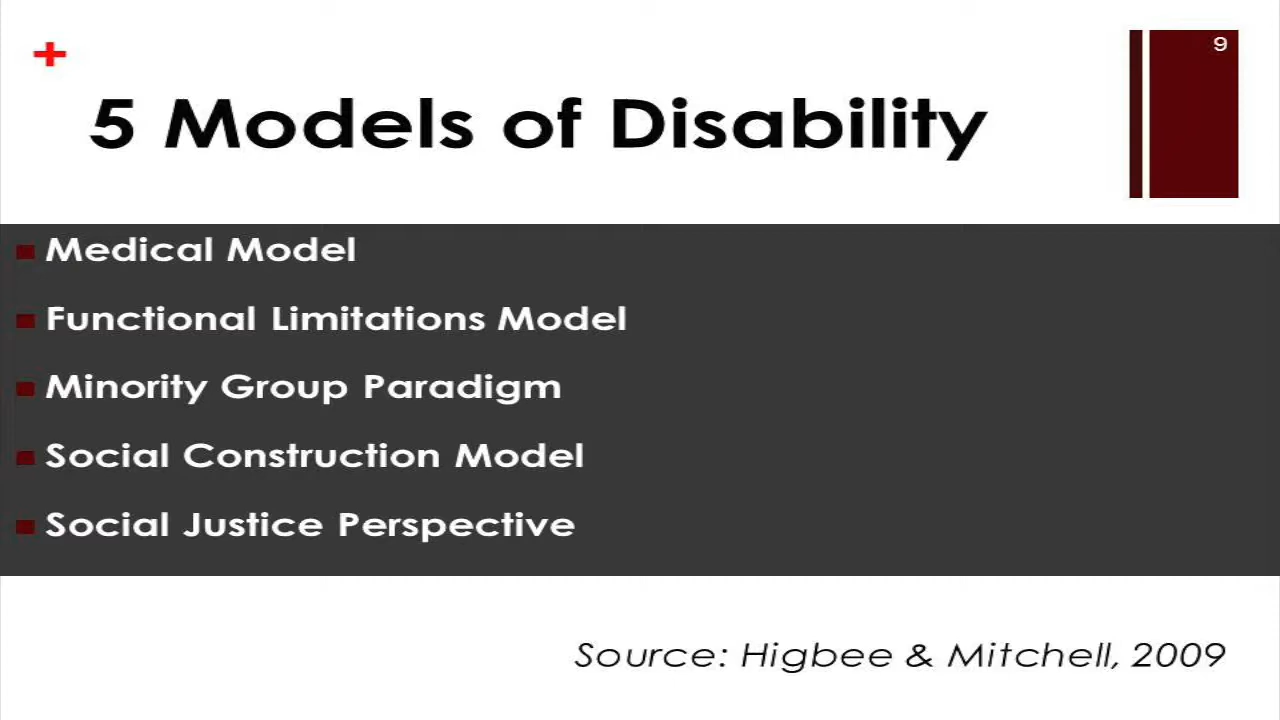 +
9
5 Models of Disability
Medical Model
Functional Limitations Model
Minority Group Paradigm
Social Construction Model
Social Justice Perspective
Source: Higbee & Mitchell, 2009